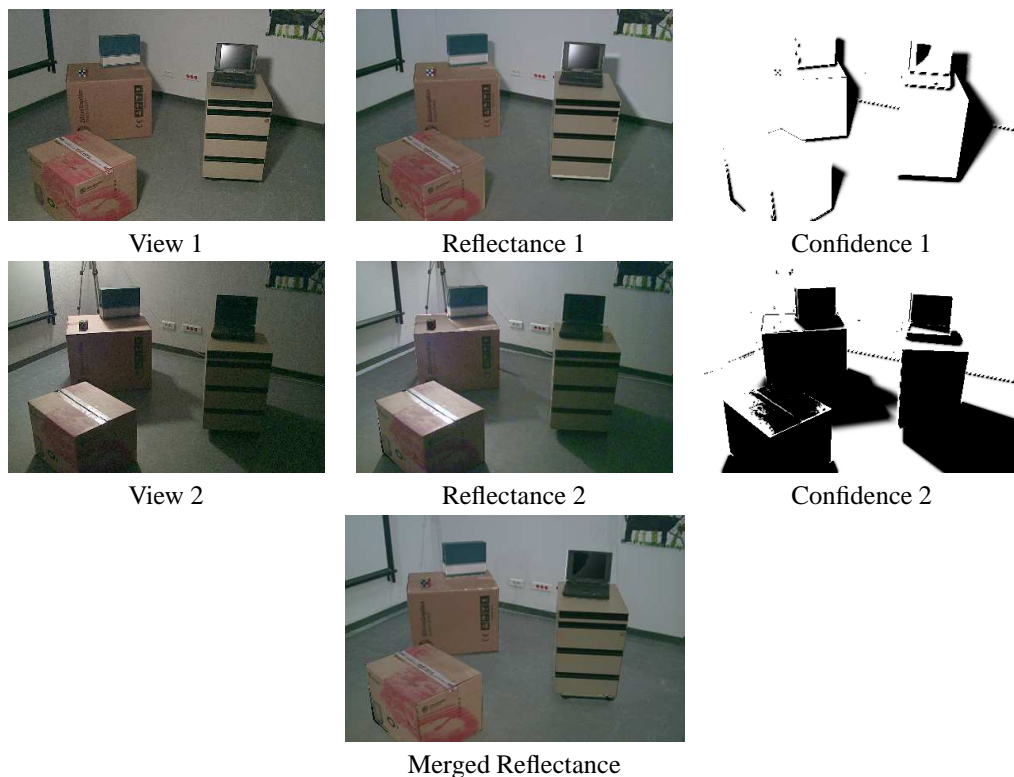 View 1
Reflectance 1
Confidence 1
View 2
Reflectance 2
Confidence 2
Merged Reflectance